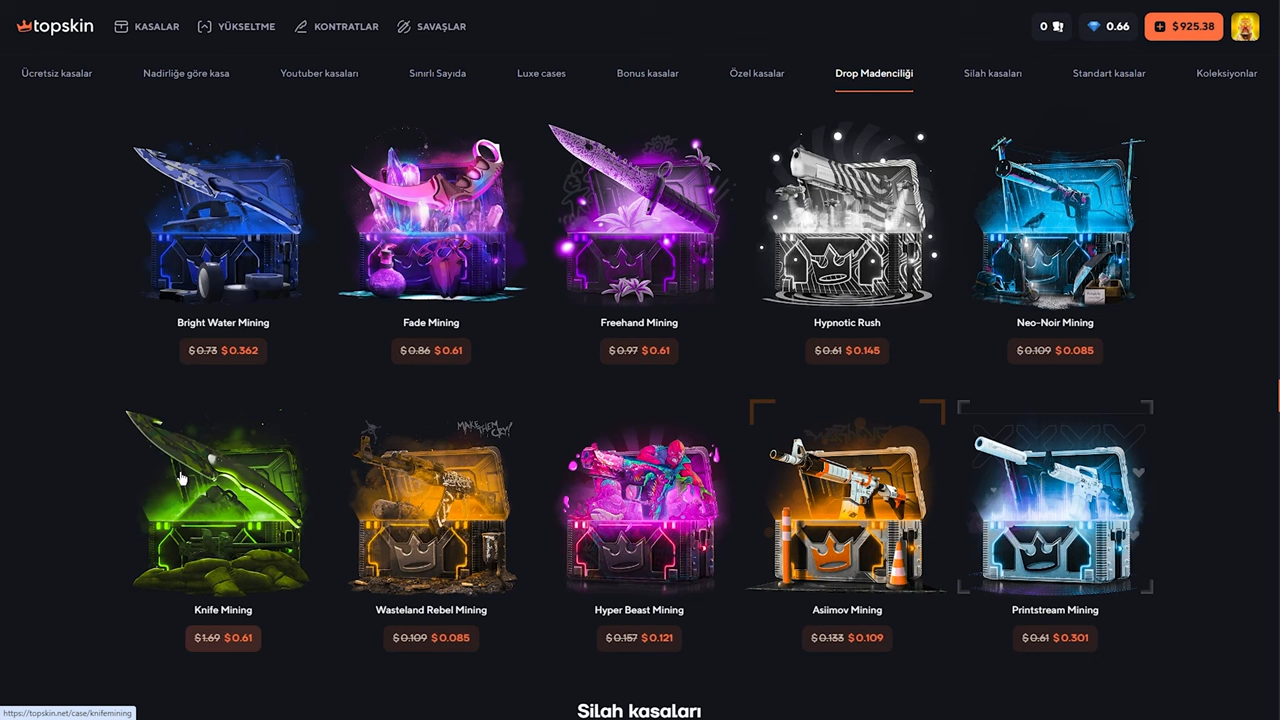 topskin KASALAR YÜKSELTME KONTRATLAR SAVAŞLAR 0 0.66 $925.38
Ücretsiz kasalar Nadirliğe göre kasa Youtuber kasaları Sınırlı Sayıda Luxe cases Bonus kasalar Özel kasalar Drop Madenciliği Silah kasaları Standart kasalar Koleksiyonlar
Bright Water Mining Fade Mining Freehand Mining Hypnotic Rush Neo-Noir Mining
$0.73 $0.362 $0.86 $0.61 $0.97 $0.61 $0.61 $0.145 $0.109 $0.085
MAKE THEM CRY!
Knife Mining Wasteland Rebel Mining Hyper Beast Mining Asiimov Mining Printstream Mining
$1.69 $0.61 $0.109 $0.085 $0.157 $0.121 $0.133 $0.109 $0.61 $0.301
Silah kasaları
https://topskin.net/case/knifemining